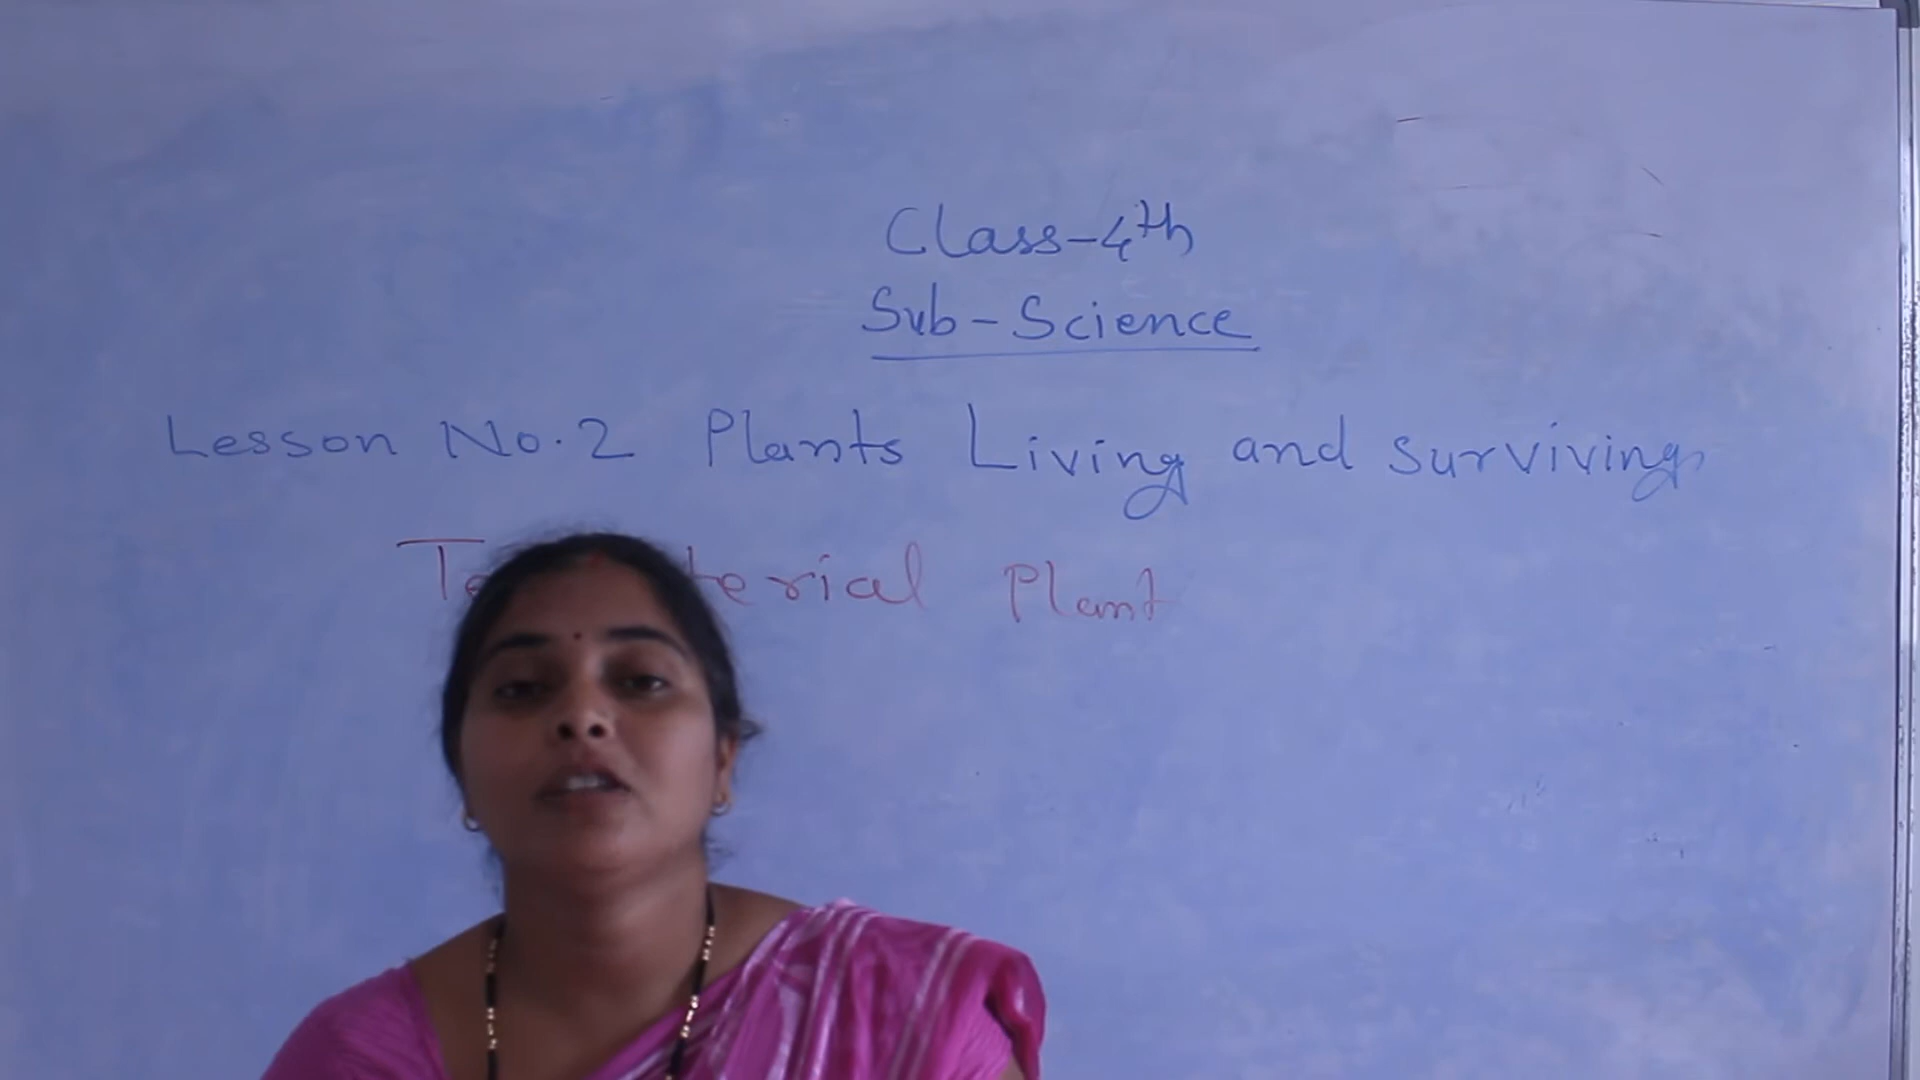 Class-4th
Sub-Science
Lesson No.2 Plants Living and surviving
Plant